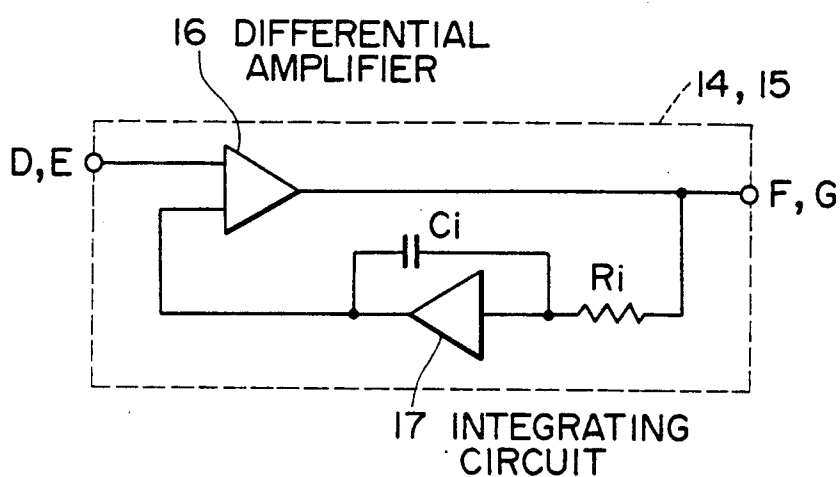 16 DIFFERENTIAL
AMPLIFIER
14, 15
D, E
F, G
Ci
Ri
17 INTEGRATING
CIRCUIT